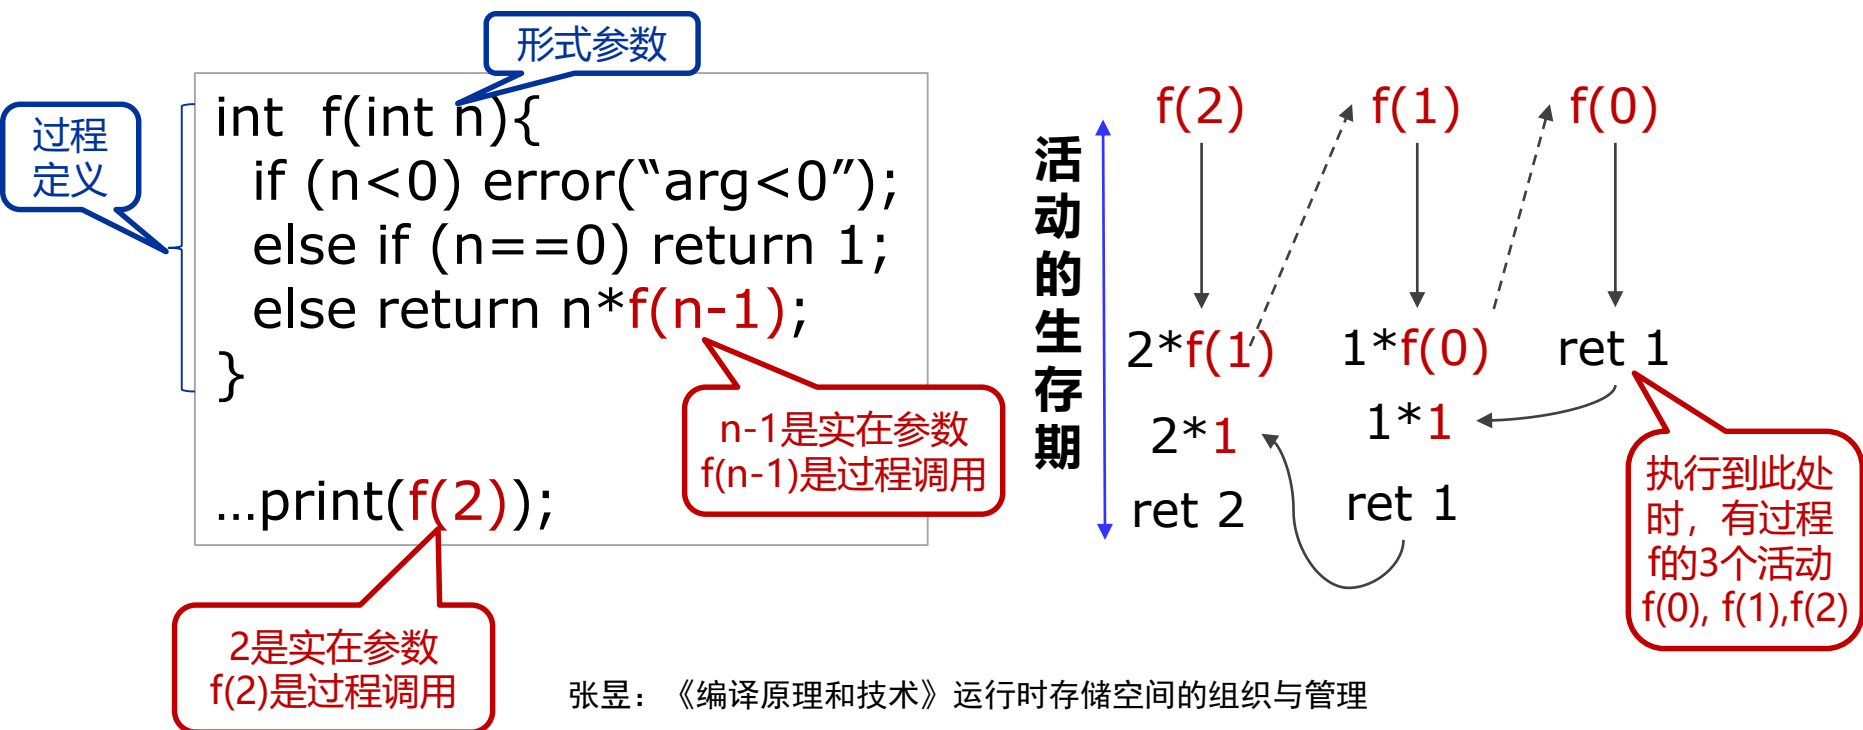 形式参数
过程
定义
int  f(int n){
if (n<0) error(“arg<0”);
else if (n==0) return 1;
else return n*f(n-1);
}
n-1是实在参数
f(n-1)是过程调用
…print(f(2));
2是实在参数
f(2)是过程调用
活动的生存期
f(2) f(1) f(0)
2*f(1) 1*f(0) ret 1
2*1 1*1
ret 2 ret 1
执行到此处
时，有过程
f的3个活动
f(0), f(1),f(2)
张昱：《编译原理和技术》运行时存储空间的组织与管理